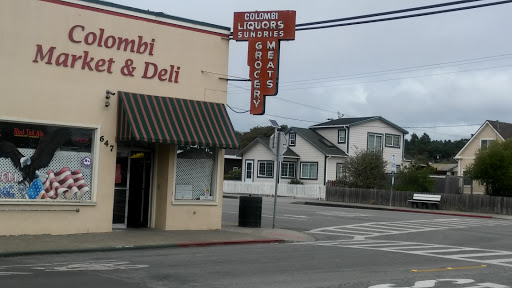 Colombi
Market & Deli
COLOMBI
LIQUORS
SUNDRIES
GROCERY
MEATS
647